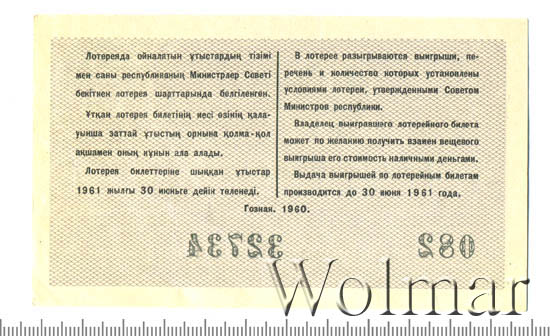 Лотереяда ойналатын ұтыстардың тізімі
мен саны республиканың Министрлер Советі
бекіткен лотерея шарттарында белгіленген.
Ұтқан лотерея билетінің иесі өзінің қала-
уынша заттай ұтыстың орнына қолма-қол
ақшамен оның құнын ала алады.
Лотерея билеттеріне шыққан ұтыстар
1961 жылғы 30 июньге дейін төленеді.
В лотерее разыгрываются выигрыши, пе-
речень и количество которых установлены
условиями лотереи, утвержденными Советом
Министров республики.
Владелец выигравшего лотерейного билета
может по желанию получить взамен вещевого
выигрыша его стоимость наличными деньгами.
Выдача выигрышей по лотерейным билетам
производится до 30 июня 1961 года.
Гознак. 1960.
32734
082
Wolmar